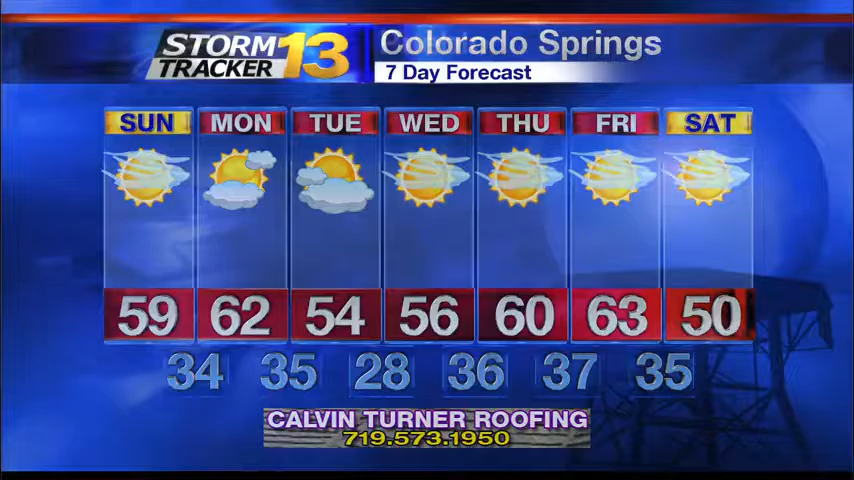 STORM
TRACKER 13
Colorado Springs
7 Day Forecast
SUN MON TUE WED THU FRI SAT
59 62 54 56 60 63 50
34 35 28 36 37 35
CALVIN TURNER ROOFING
719.573.1950